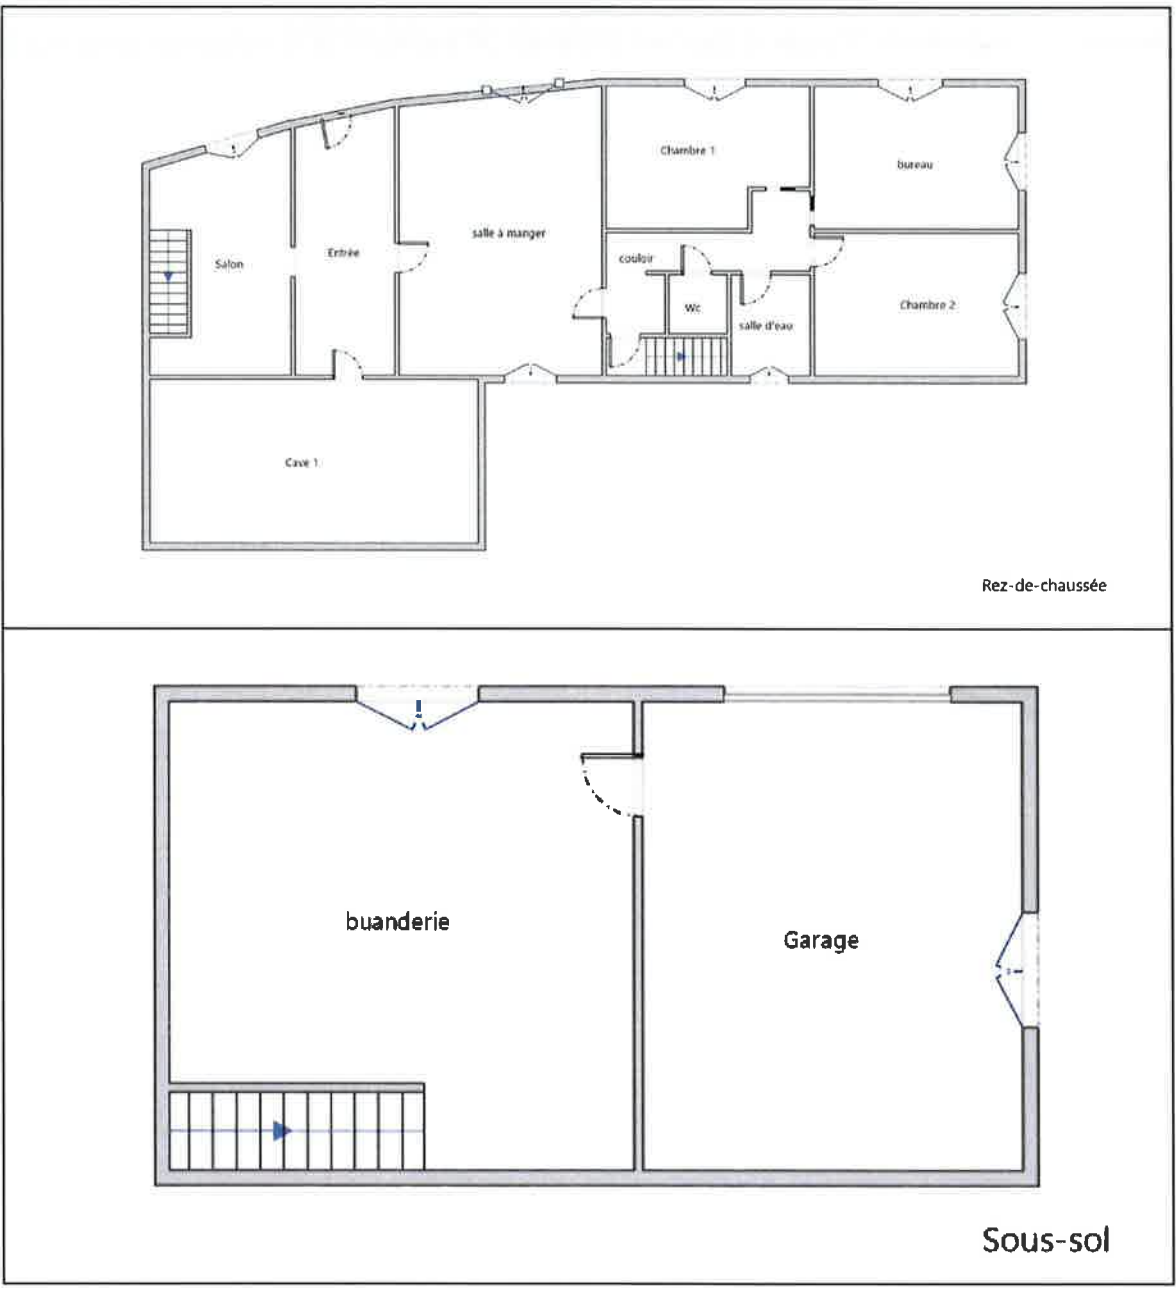 Chambre 1
bureau
salle à manger
Entrée
Salon
couloir
Chambre 2
Wc
salle d'eau
Cave 1
Rez-de-chaussée
buanderie
Garage
Sous-sol